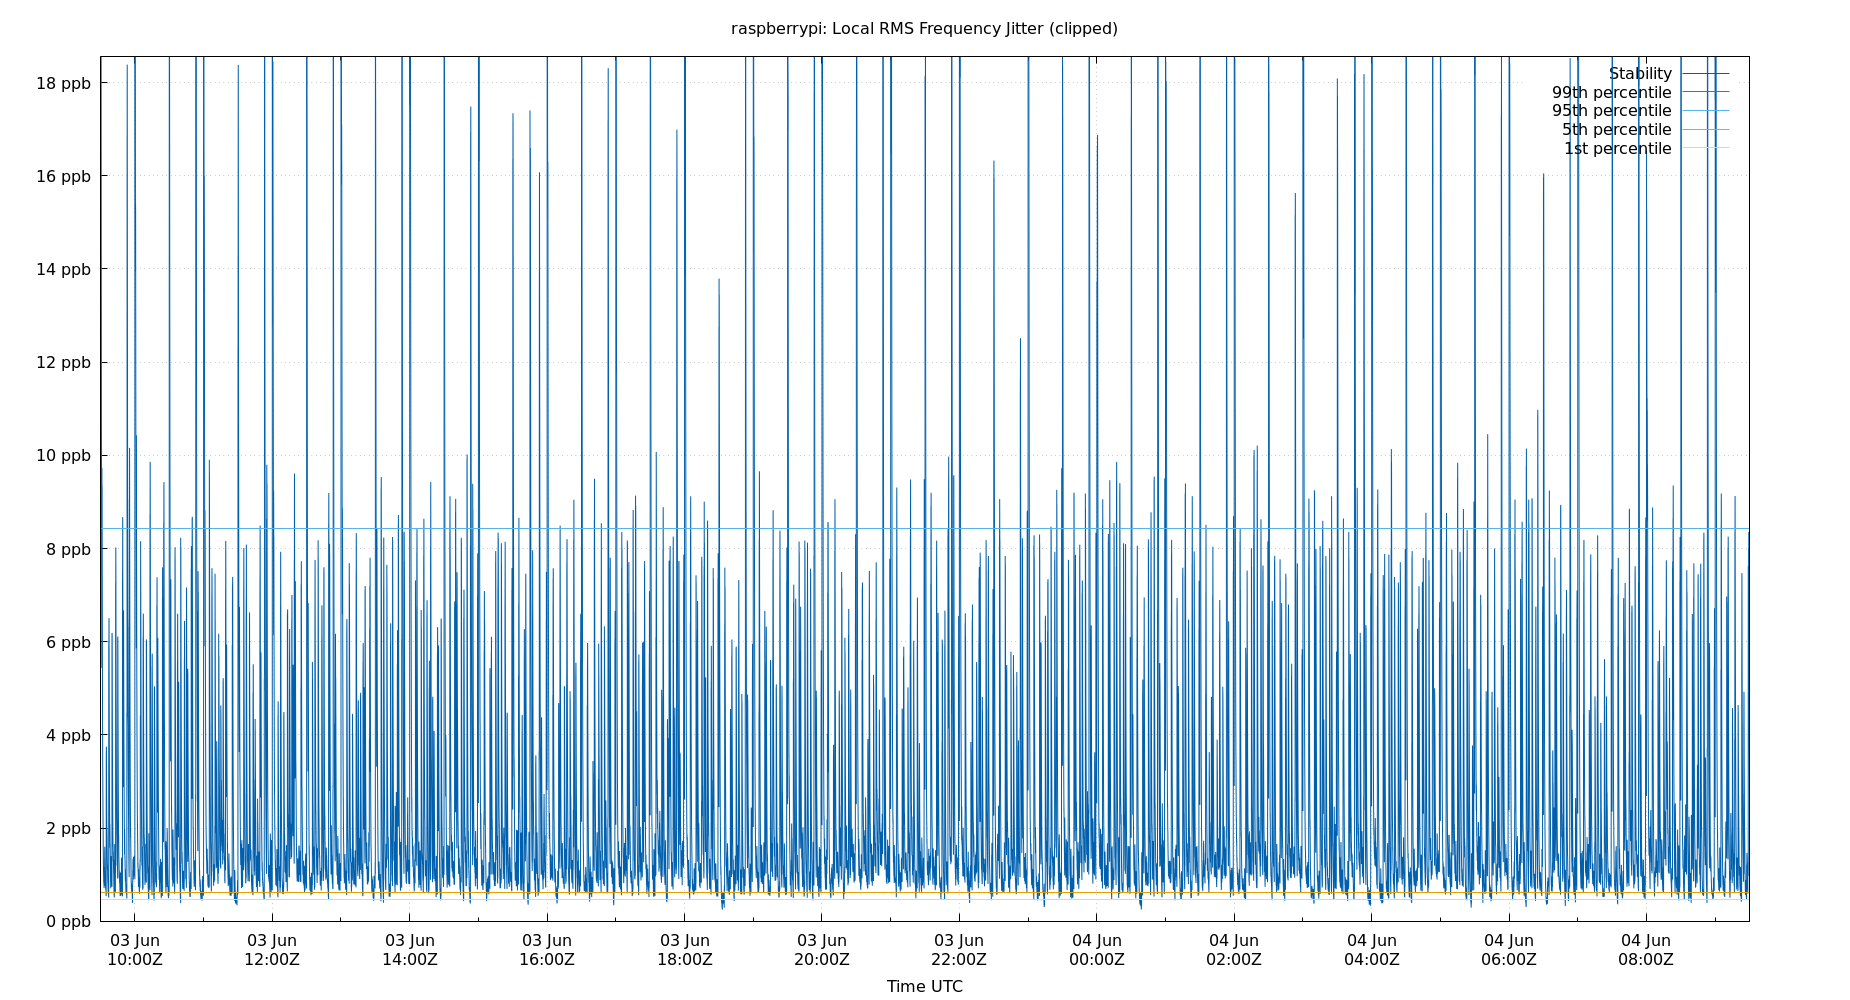 raspberrypi: Local RMS Frequency Jitter (clipped)
18 ppb
16 ppb
14 ppb
12 ppb
10 ppb
8 ppb
6 ppb
4 ppb
2 ppb
0 ppb
Stability
99th percentile
95th percentile
5th percentile
1st percentile
03 Jun 03 Jun 03 Jun 03 Jun 03 Jun 03 Jun 03 Jun 04 Jun 04 Jun 04 Jun 04 Jun 04 Jun
10:00Z 12:00Z 14:00Z 16:00Z 18:00Z 20:00Z 22:00Z 00:00Z 02:00Z 04:00Z 06:00Z 08:00Z
Time UTC